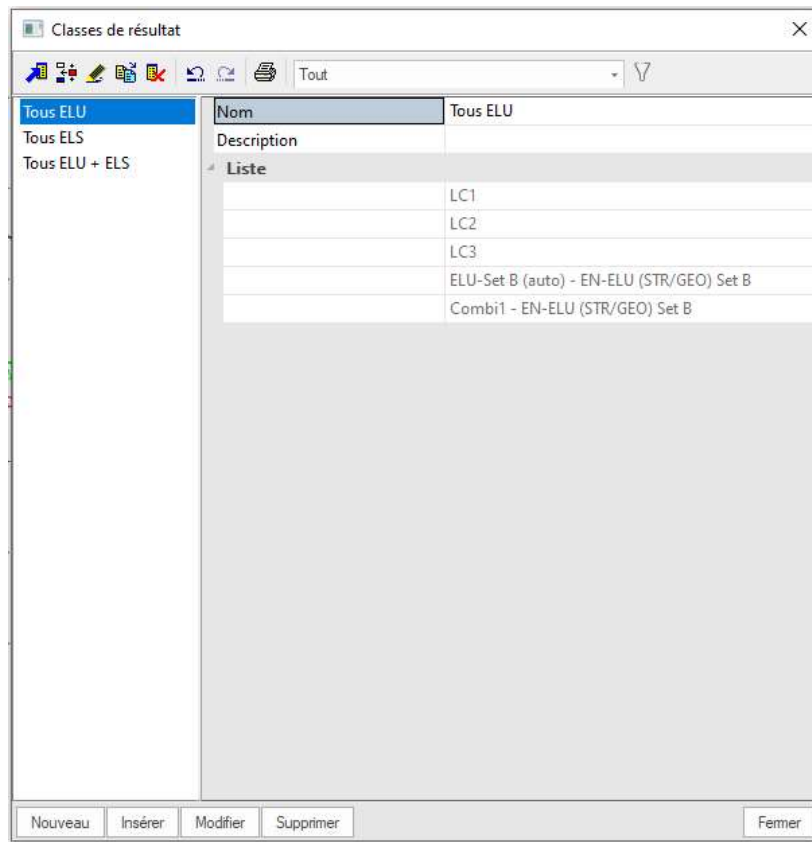 Classes de résultat
Tout
Tous ELU
Tous ELS
Tous ELU + ELS
Nom Tous ELU
Description
Liste
LC1
LC2
LC3
ELU-Set B (auto) - EN-ELU (STR/GEO) Set B
Combi1 - EN-ELU (STR/GEO) Set B
Nouveau Insérer Modifier Supprimer Fermer